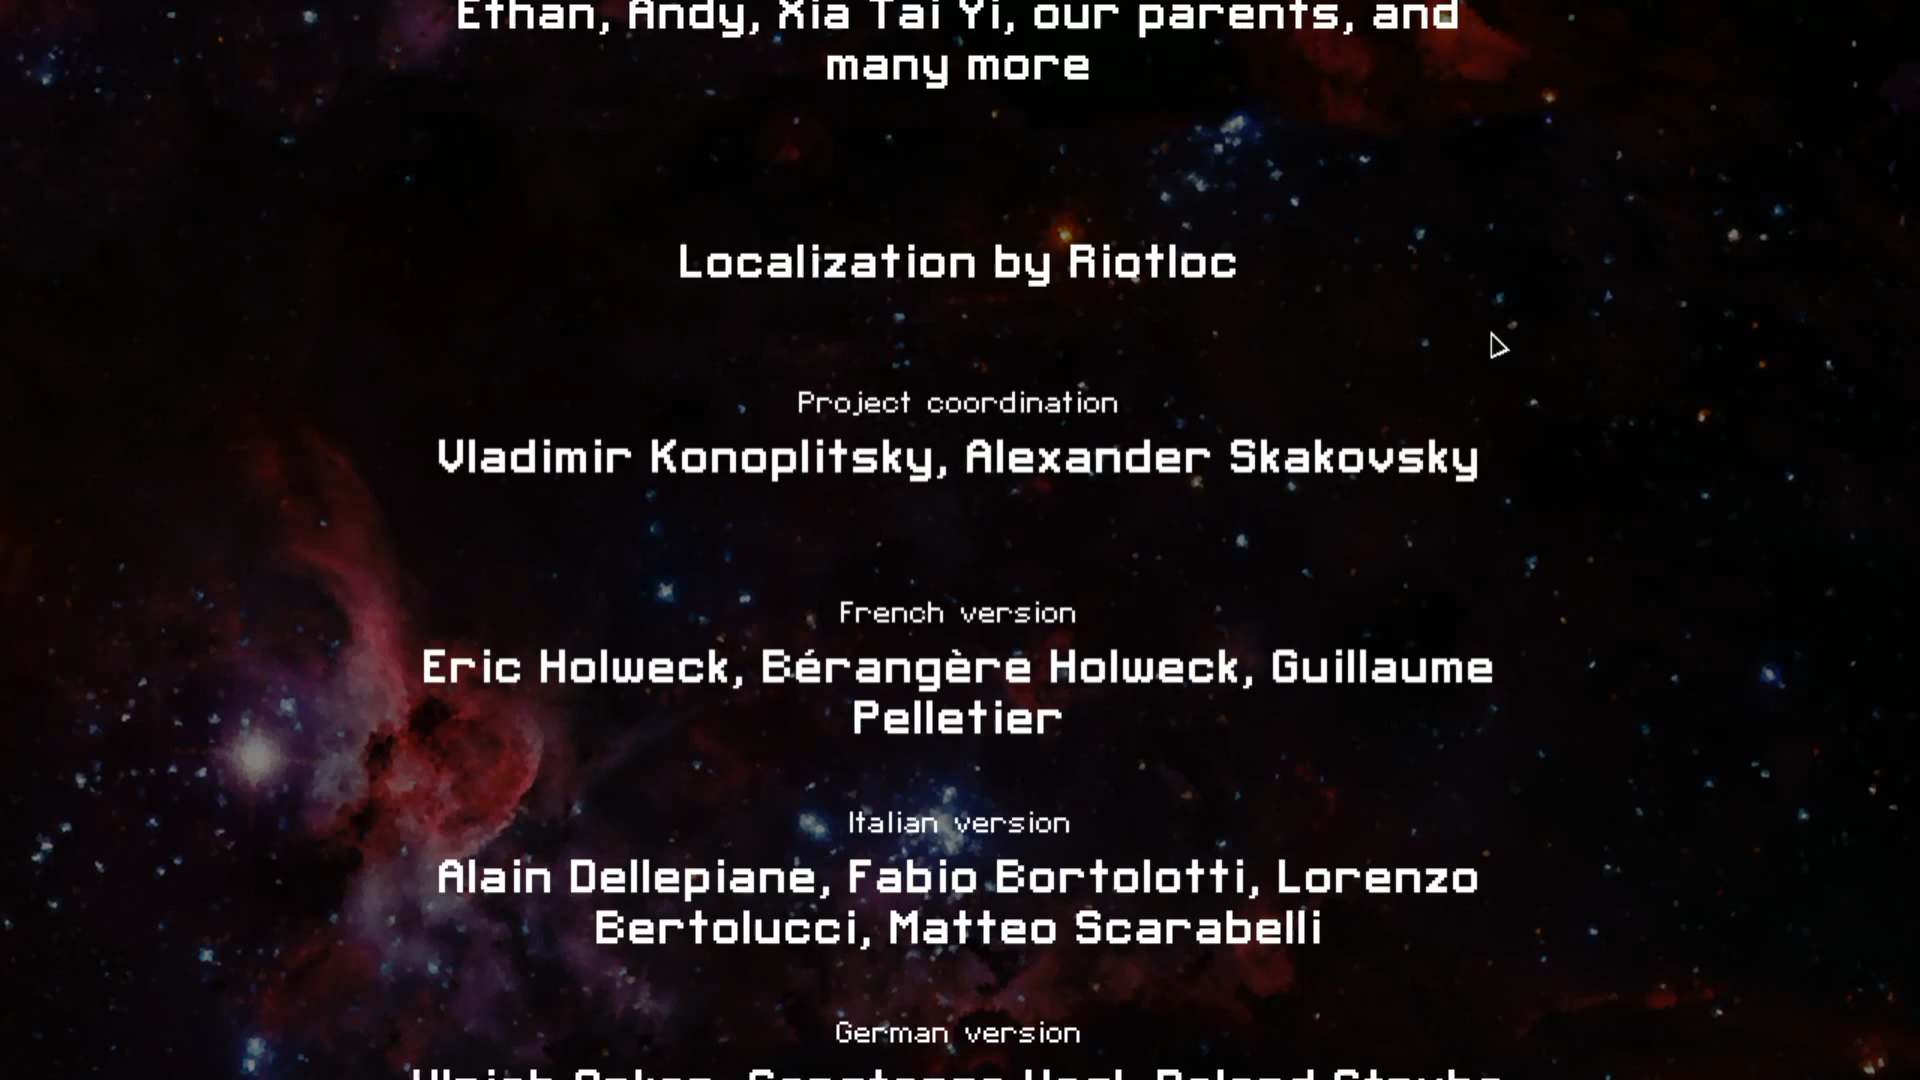 Ethan, Andy, Xia Tai Yi, our parents, and
many more
Localization by Riotloc
Project coordination
Vladimir Konoplitsky, Alexander Skakovsky
French version
Eric Holweck, Bérangère Holweck, Guillaume
Pelletier
Italian version
Alain Dellepiane, Fabio Bortolotti, Lorenzo
Bertolucci, Matteo Scarabelli
German version